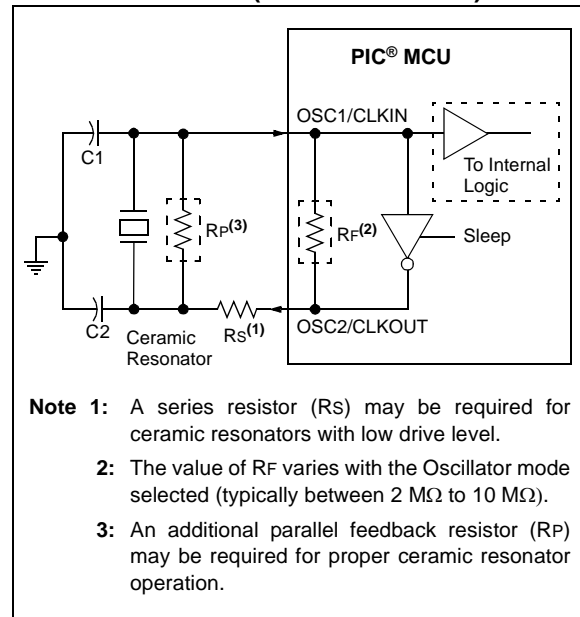 PIC® MCU
OSC1/CLKIN
C1
To Internal
Logic
RP(3)
RF(2)
Sleep
C2
Ceramic
Resonator
RS(1)
OSC2/CLKOUT
Note 1: A series resistor (RS) may be required for
ceramic resonators with low drive level.
2: The value of RF varies with the Oscillator mode
selected (typically between 2 MΩ to 10 MΩ).
3: An additional parallel feedback resistor (RP)
may be required for proper ceramic resonator
operation.